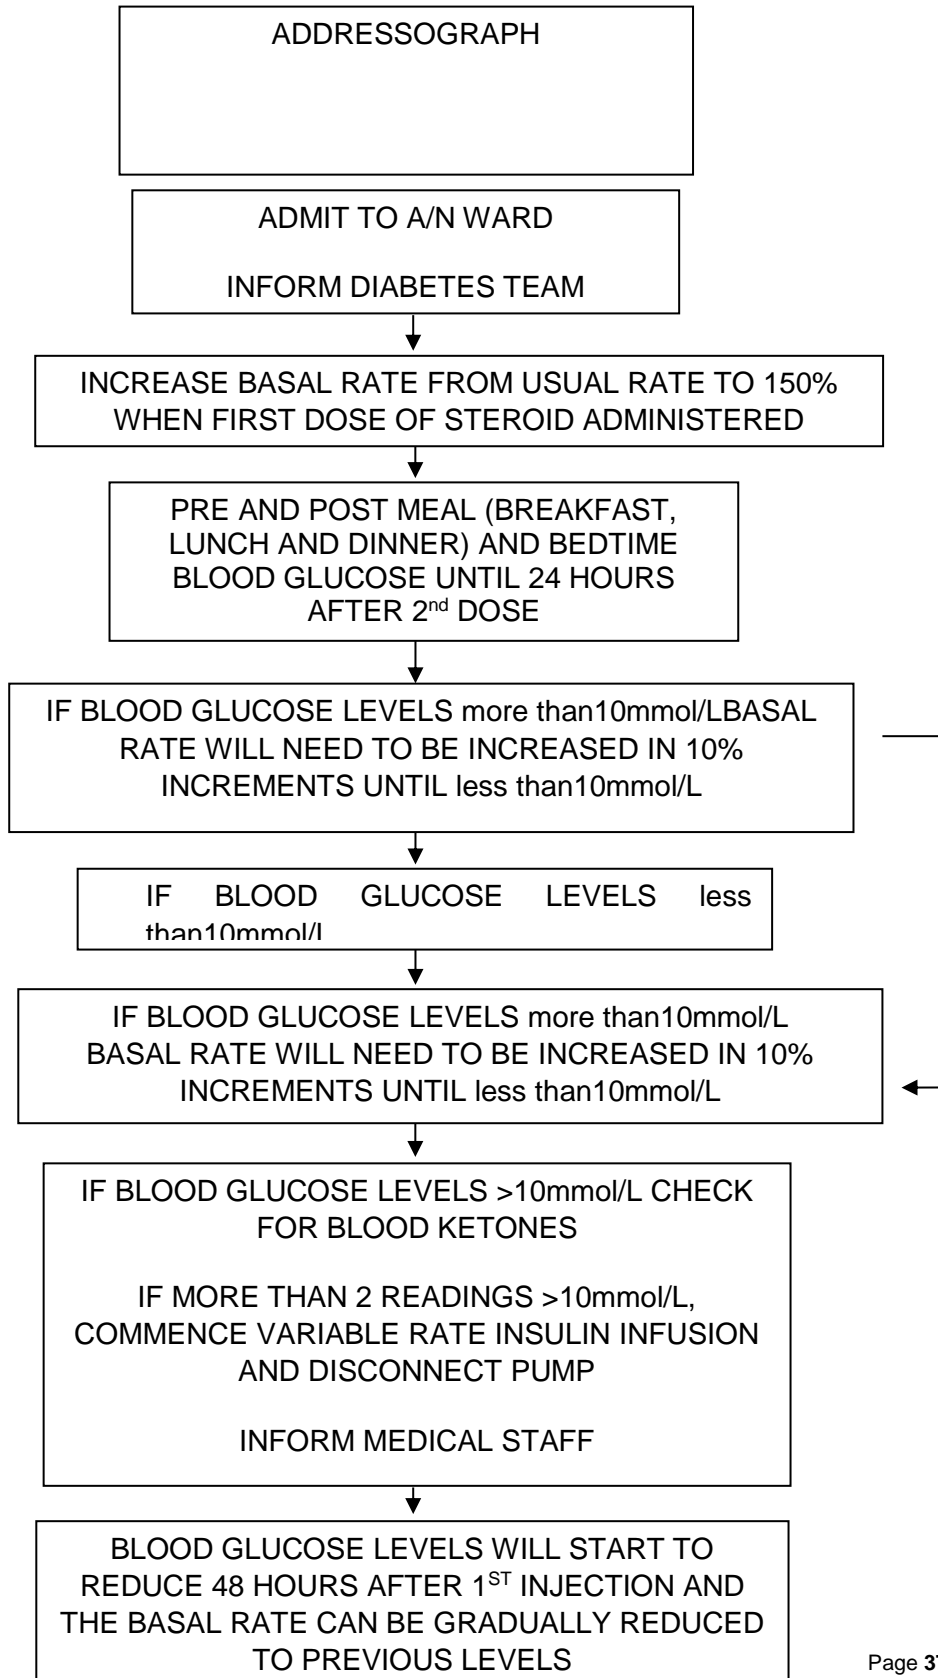 ADDRESSOGRAPH
ADMIT TO A/N WARD
INFORM DIABETES TEAM
INCREASE BASAL RATE FROM USUAL RATE TO 150%
WHEN FIRST DOSE OF STEROID ADMINISTERED
PRE AND POST MEAL (BREAKFAST,
LUNCH AND DINNER) AND BEDTIME
BLOOD GLUCOSE UNTIL 24 HOURS
AFTER 2nd DOSE
IF BLOOD GLUCOSE LEVELS more than10mmol/LBASAL
RATE WILL NEED TO BE INCREASED IN 10%
INCREMENTS UNTIL less than10mmol/L
IF BLOOD GLUCOSE LEVELS less
than10mmol/L
IF BLOOD GLUCOSE LEVELS more than10mmol/L
BASAL RATE WILL NEED TO BE INCREASED IN 10%
INCREMENTS UNTIL less than10mmol/L
IF BLOOD GLUCOSE LEVELS >10mmol/L CHECK
FOR BLOOD KETONES
IF MORE THAN 2 READINGS >10mmol/L,
COMMENCE VARIABLE RATE INSULIN INFUSION
AND DISCONNECT PUMP
INFORM MEDICAL STAFF
BLOOD GLUCOSE LEVELS WILL START TO
REDUCE 48 HOURS AFTER 1ST INJECTION AND
THE BASAL RATE CAN BE GRADUALLY REDUCED
TO PREVIOUS LEVELS
Page 37